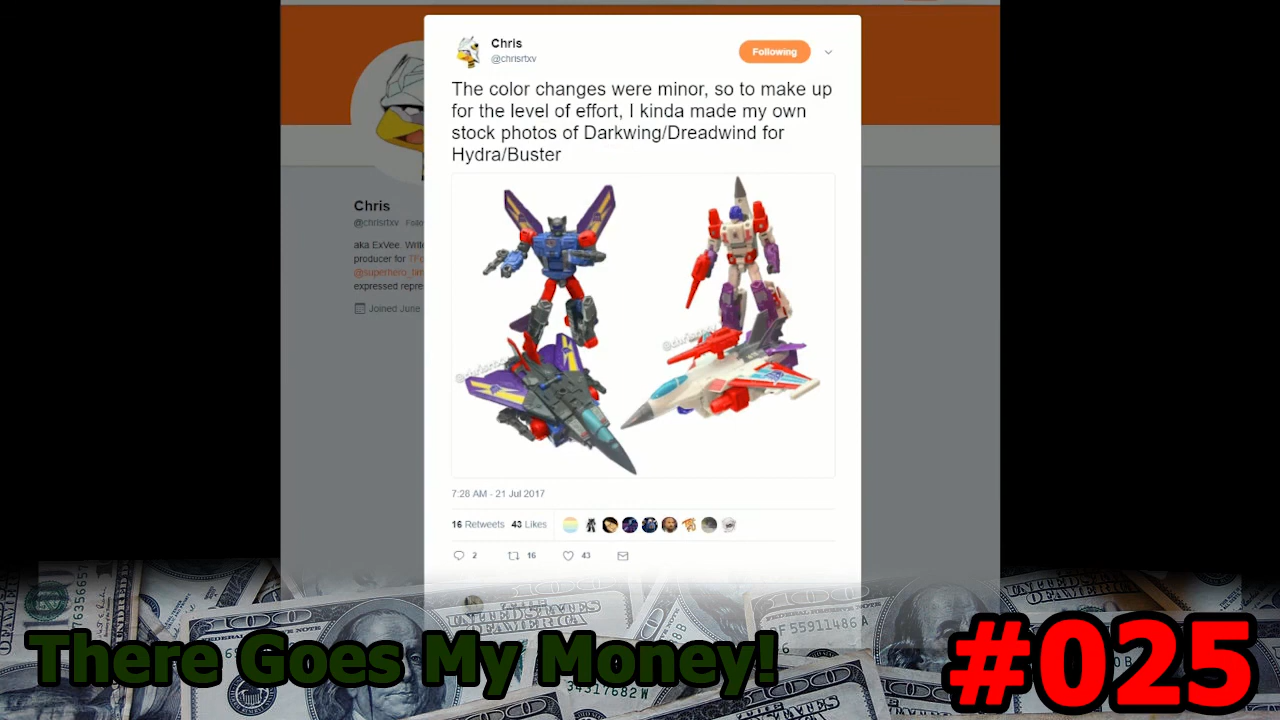 Chris
@chrisrtxv
Following
The color changes were minor, so to make up
for the level of effort, I kinda made my own
stock photos of Darkwing/Dreadwind for
Hydra/Buster
Chris
@chrisrtxv
aka ExVee.
producer for
expressed
Joined June
7:28 AM - 21 Jul 2017
16 Retweets 43 Likes
2 16 43
There Goes My Money!
#025